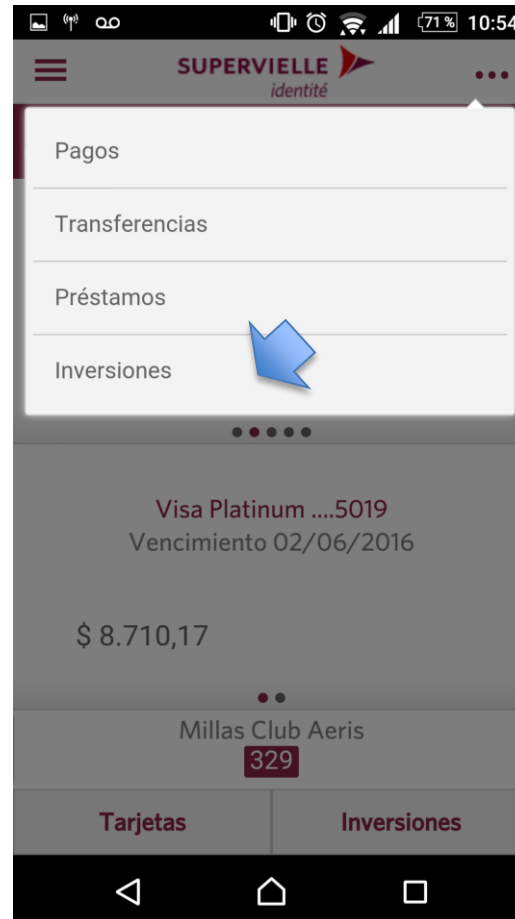 71% 10:54
SUPERVIELLE
identité
Pagos
Transferencias
Préstamos
Inversiones
Visa Platinum ....5019
Vencimiento 02/06/2016
$ 8.710,17
Millas Club Aeris
329
Tarjetas Inversiones